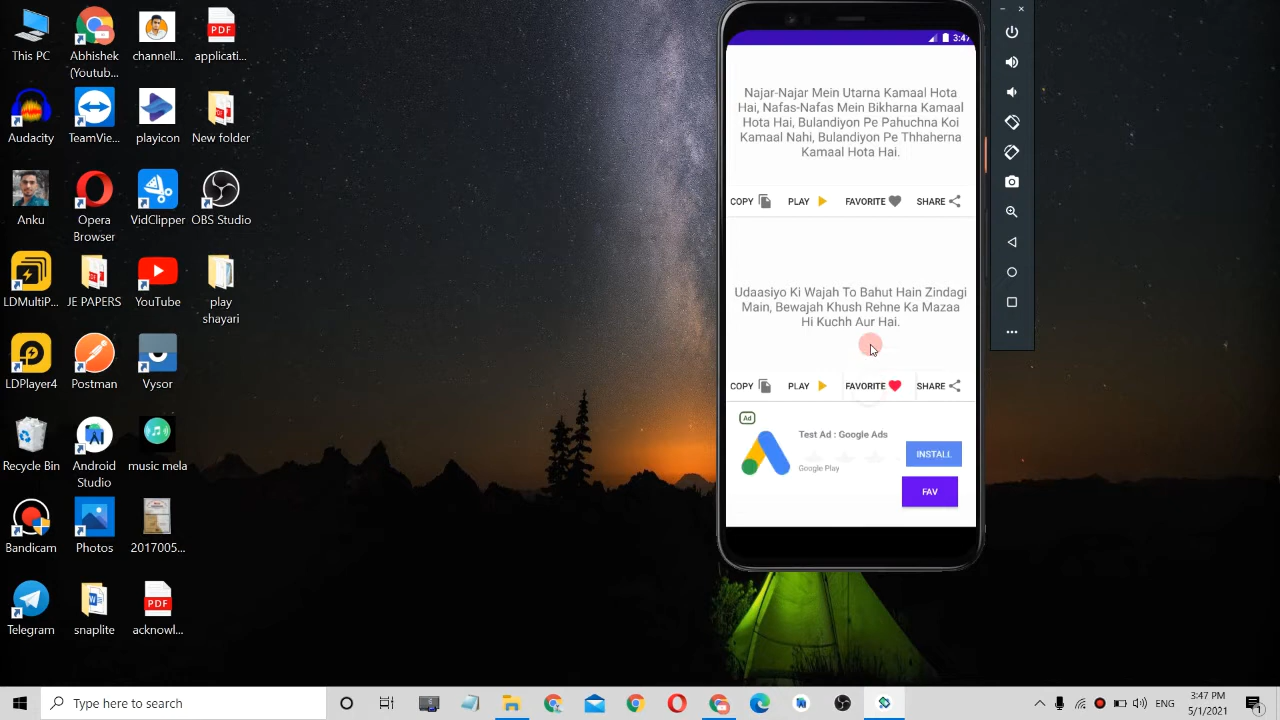 This PC
Abhishek
(Youtub...
channell...
applicati...
Audacity
TeamVie...
playicon
New folder
Anku
Opera
Browser
VidClipper
OBS Studio
LDMultiP...
JE PAPERS
YouTube
play
shayari
LDPlayer4
Postman
Vysor
Recycle Bin
Android
Studio
music mela
Bandicam
Photos
2017005...
Telegram
snaplite
acknowl...
PDF
PDF
3:47
Najar-Najar Mein Utarna Kamaal Hota
Hai, Nafas-Nafas Mein Bikharna Kamaal
Hota Hai, Bulandiyon Pe Pahuchna Koi
Kamaal Nahi, Bulandiyon Pe Thhaherna
Kamaal Hota Hai.
COPY PLAY FAVORITE SHARE
Udaasiyo Ki Wajah To Bahut Hain Zindagi
Main, Bewajah Khush Rehne Ka Mazaa
Hi Kuchh Aur Hai.
COPY PLAY FAVORITE SHARE
Ad
Test Ad : Google Ads
Google Play
INSTALL
FAV
Type here to search
ENG
3:47 PM
5/1/2021
1